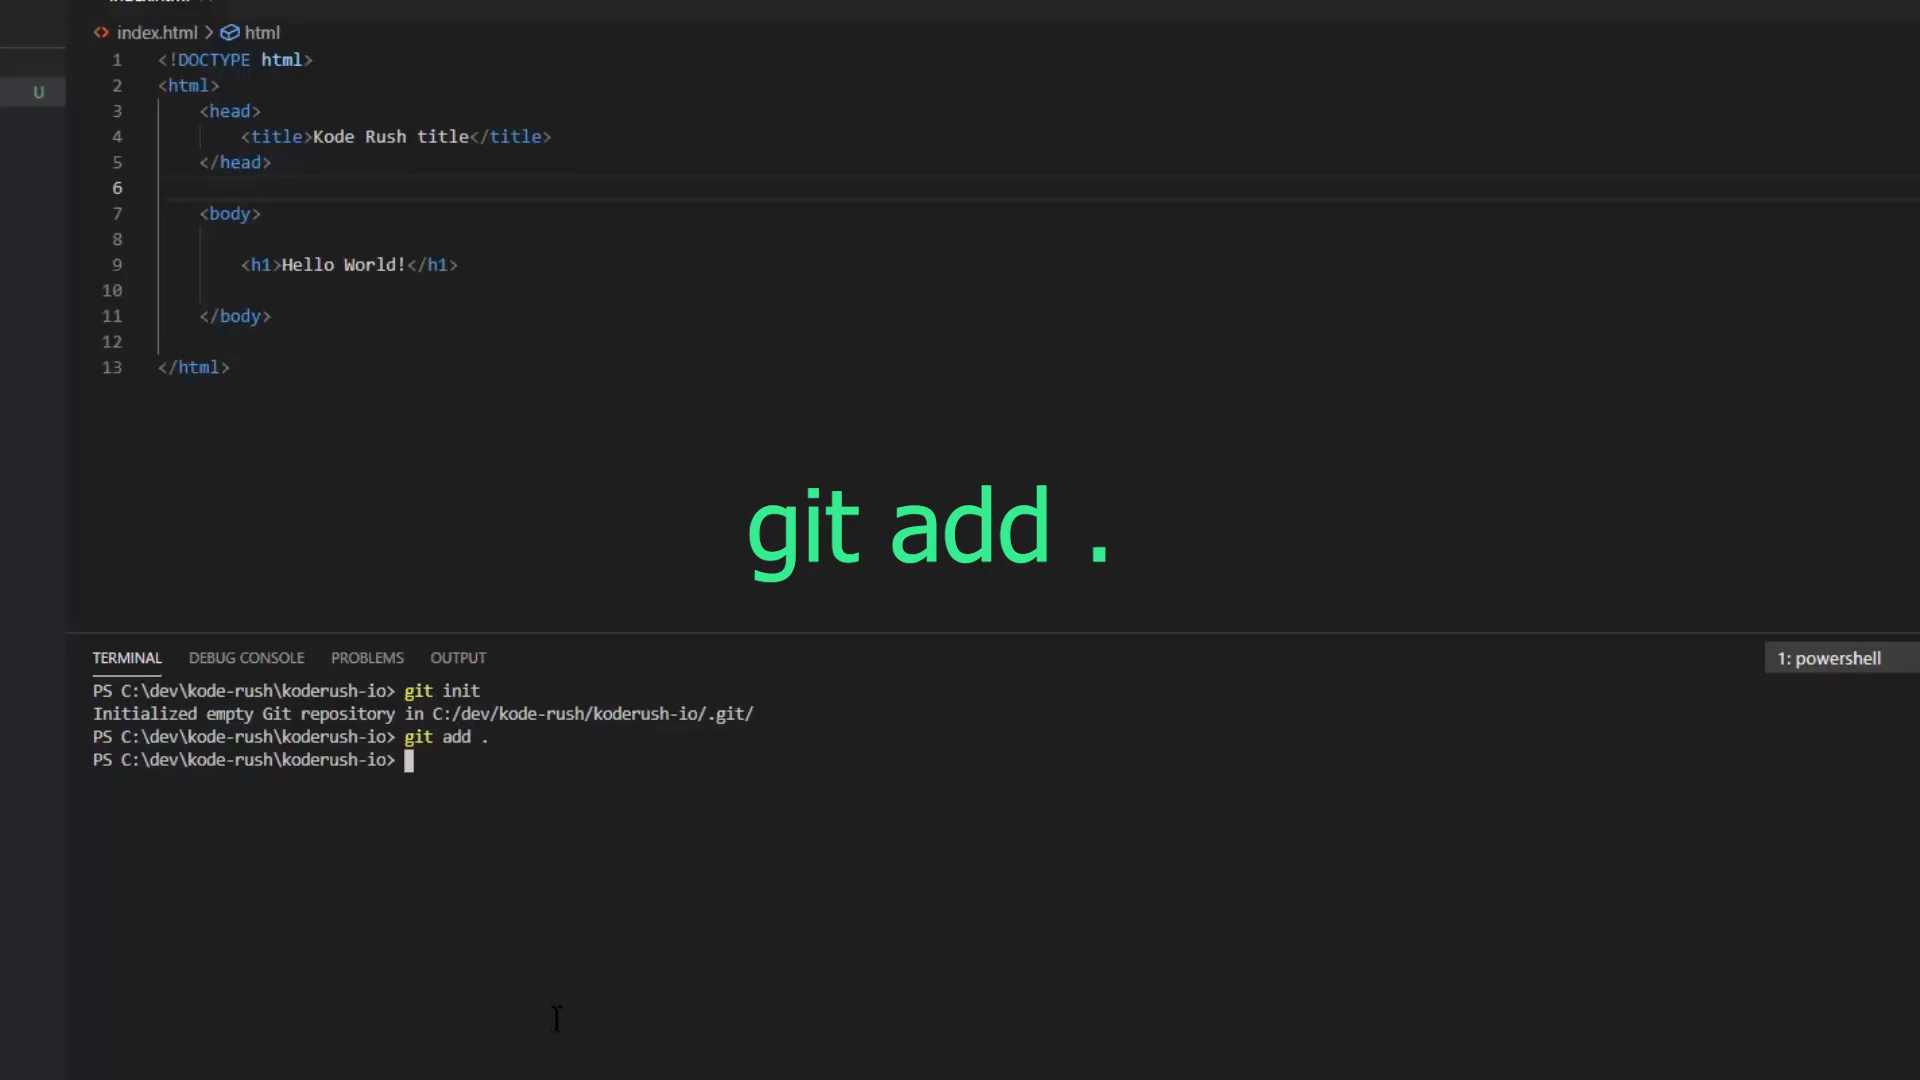 index.html > html
1 <!DOCTYPE html>
2 <html>
U
3 <head>
4 <title>Kode Rush title</title>
5 </head>
6
7 <body>
8
9 <h1>Hello World!</h1>
10
11 </body>
12
13 </html>
git add .
TERMINAL DEBUG CONSOLE PROBLEMS OUTPUT 1: powershell
PS C:\dev\kode-rush\koderush-io> git init
Initialized empty Git repository in C:/dev/kode-rush/koderush-io/.git/
PS C:\dev\kode-rush\koderush-io> git add .
PS C:\dev\kode-rush\koderush-io>